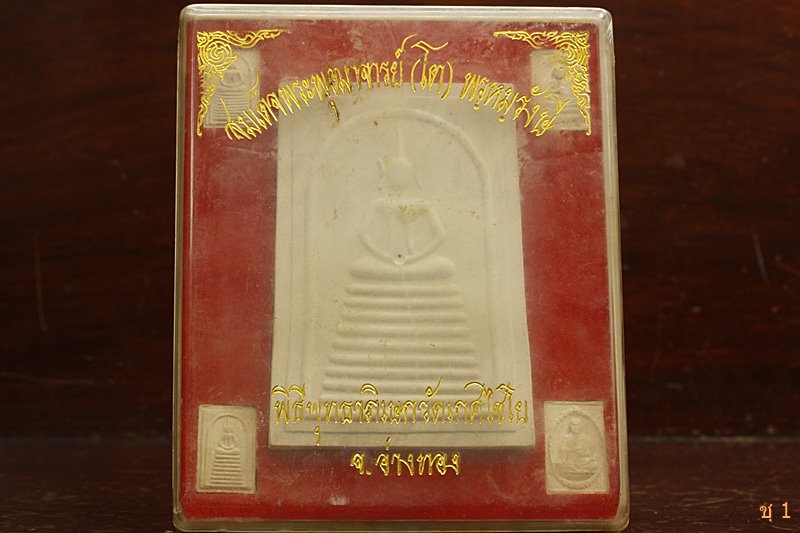 สมเด็จพระพุฒาจารย์ (โต) พรหมรังษี
พิธีพุทธาภิเษกวัดเกศไชโย
จ.อ่างทอง
ชุ 1